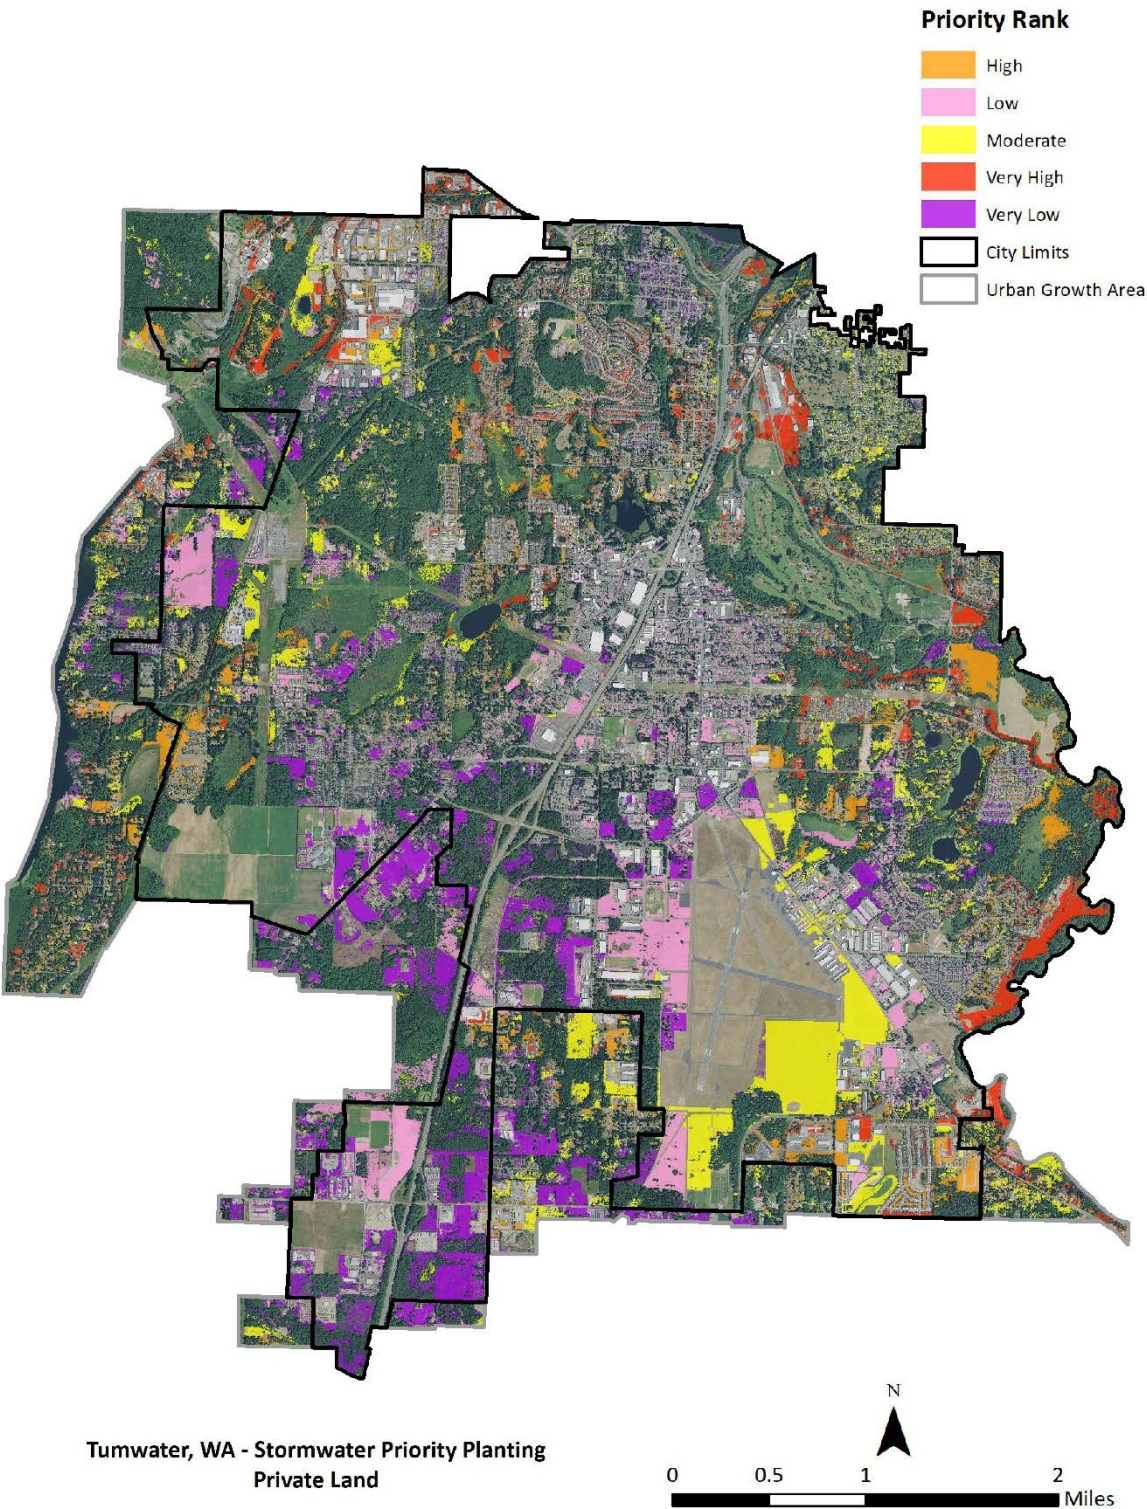 Priority Rank
High
Low
Moderate
Very High
Very Low
City Limits
Urban Growth Area
N
Tumwater, WA - Stormwater Priority Planting
Private Land
0 0.5 1 2
Miles